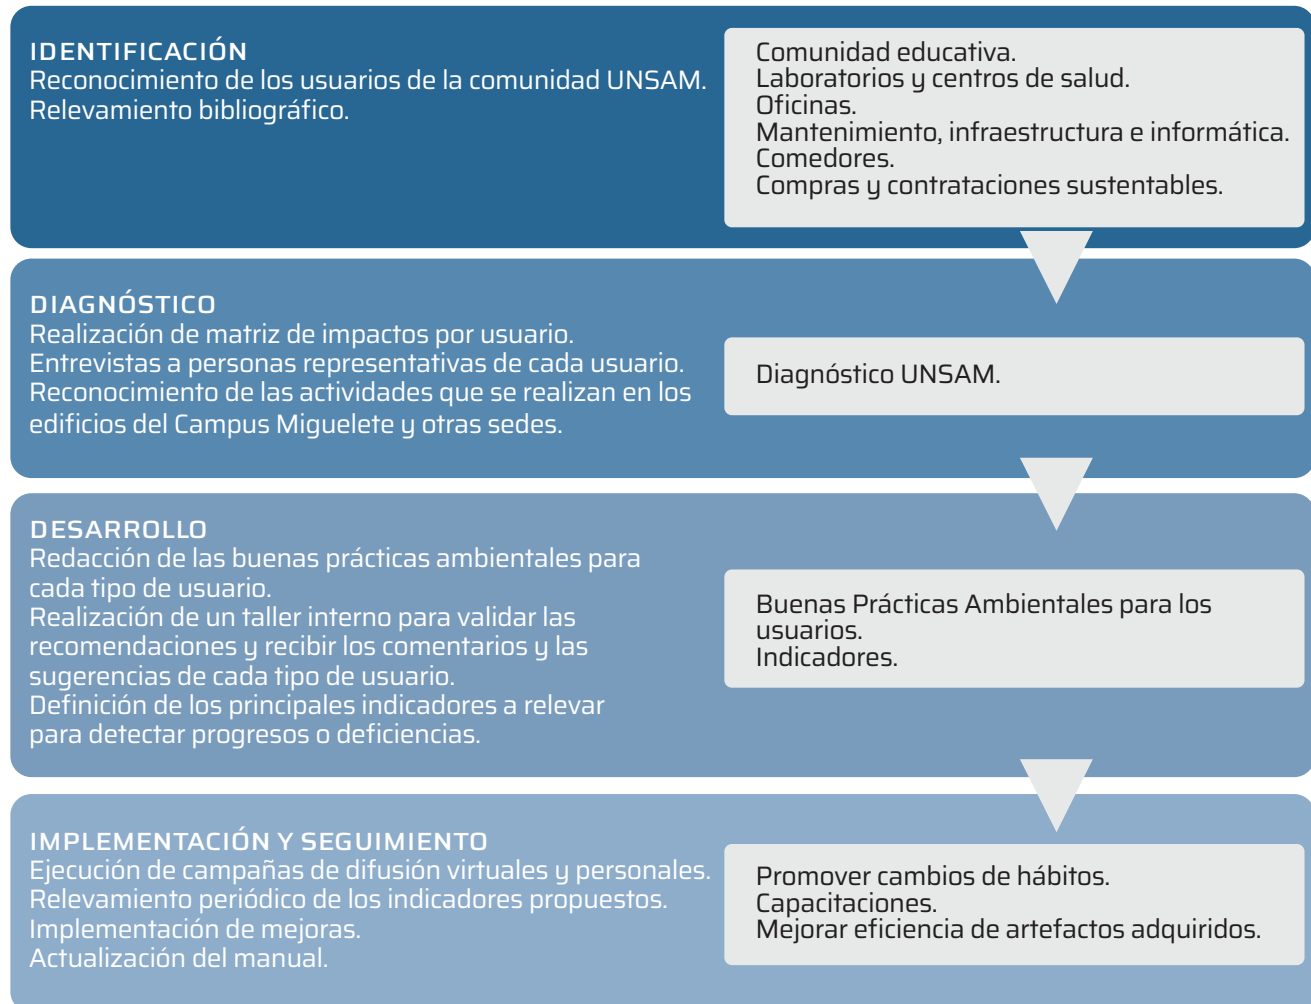 IDENTIFICACIÓN
Reconocimiento de los usuarios de la comunidad UNSAM.
Relevamiento bibliográfico.
Comunidad educativa.
Laboratorios y centros de salud.
Oficinas.
Mantenimiento, infraestructura e informática.
Comedores.
Compras y contrataciones sustentables.
DIAGNÓSTICO
Realización de matriz de impactos por usuario.
Entrevistas a personas representativas de cada usuario.
Reconocimiento de las actividades que se realizan en los
edificios del Campus Miguelete y otras sedes.
Diagnóstico UNSAM.
DESARROLLO
Redacción de las buenas prácticas ambientales para
cada tipo de usuario.
Realización de un taller interno para validar las
recomendaciones y recibir los comentarios y las
sugerencias de cada tipo de usuario.
Definición de los principales indicadores a relevar
para detectar progresos o deficiencias.
Buenas Prácticas Ambientales para los
usuarios.
Indicadores.
IMPLEMENTACIÓN Y SEGUIMIENTO
Ejecución de campañas de difusión virtuales y personales.
Relevamiento periódico de los indicadores propuestos.
Implementación de mejoras.
Actualización del manual.
Promover cambios de hábitos.
Capacitaciones.
Mejorar eficiencia de artefactos adquiridos.